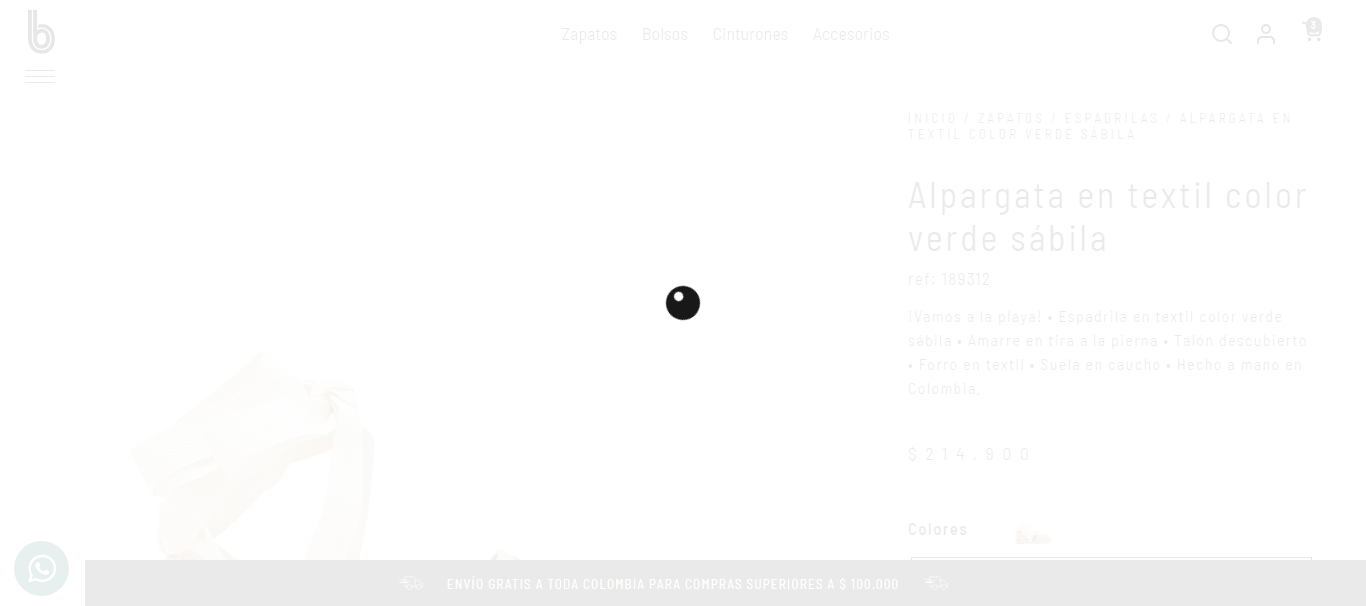 b
Zapatos Bolsos Cinturones Accesorios
3
INICIO / ZAPATOS / ESPADRILAS / ALPARGATA EN
TEXTIL COLOR VERDE SÁBILA
Alpargata en textil color
verde sábila
ref: 189312
¡Vamos a la playa! • Espadrila en textil color verde
sábila • Amarre en tira a la pierna • Talón descubierto
• Forro en textil • Suela en caucho • Hecho a mano en
Colombia.
$214.900
Colores
ENVÍO GRATIS A TODA COLOMBIA PARA COMPRAS SUPERIORES A $ 100.000